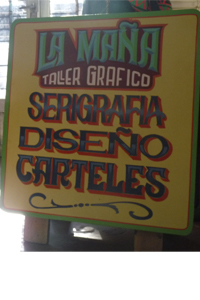 LA MAÑA
TALLER GRAFICO
SERIGRAFIA
DISEÑO
CARTELES